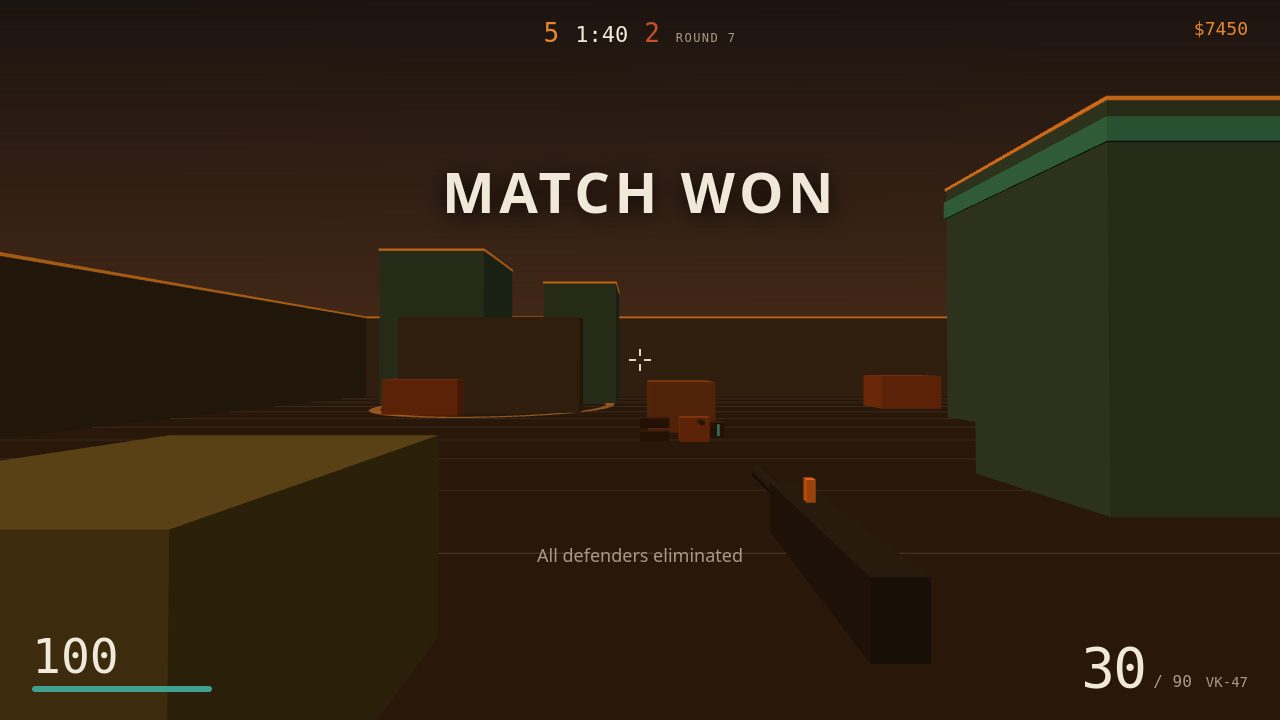 5 1:40 2 ROUND 7
$7450
MATCH WON
All defenders eliminated
100
30 / 90 VK-47